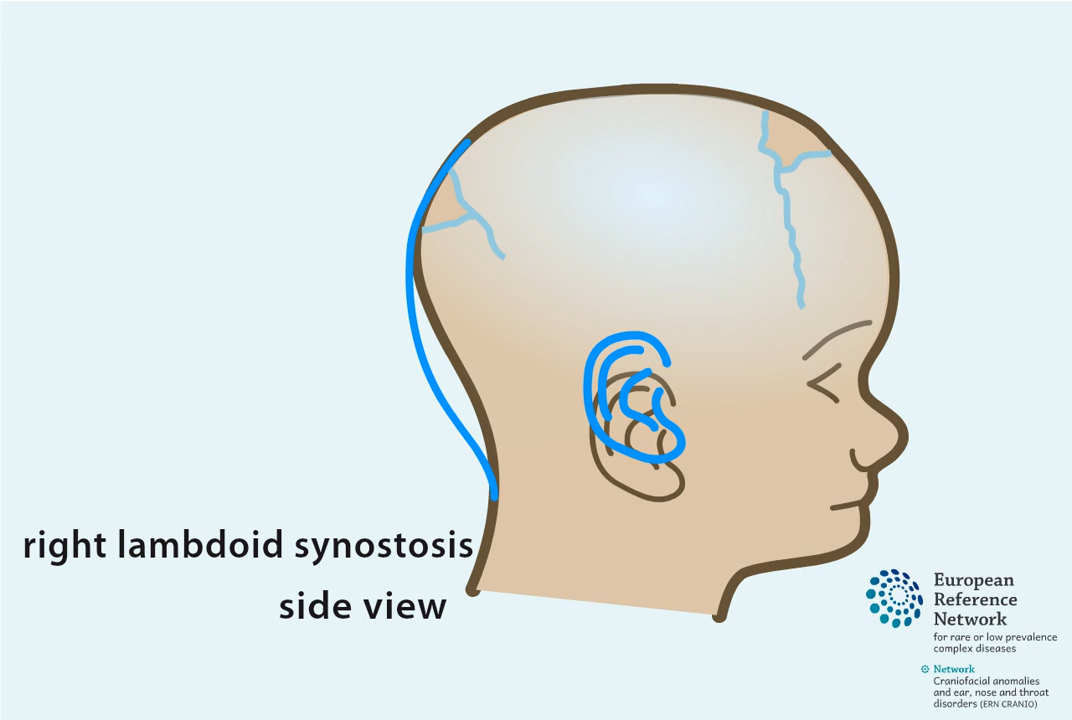 right lambdoid synostosis
side view
European
Reference
Network
for rare or low prevalence
complex diseases
Network
Craniofacial anomalies
and ear, nose and throat
disorders (ERN CRANIO)